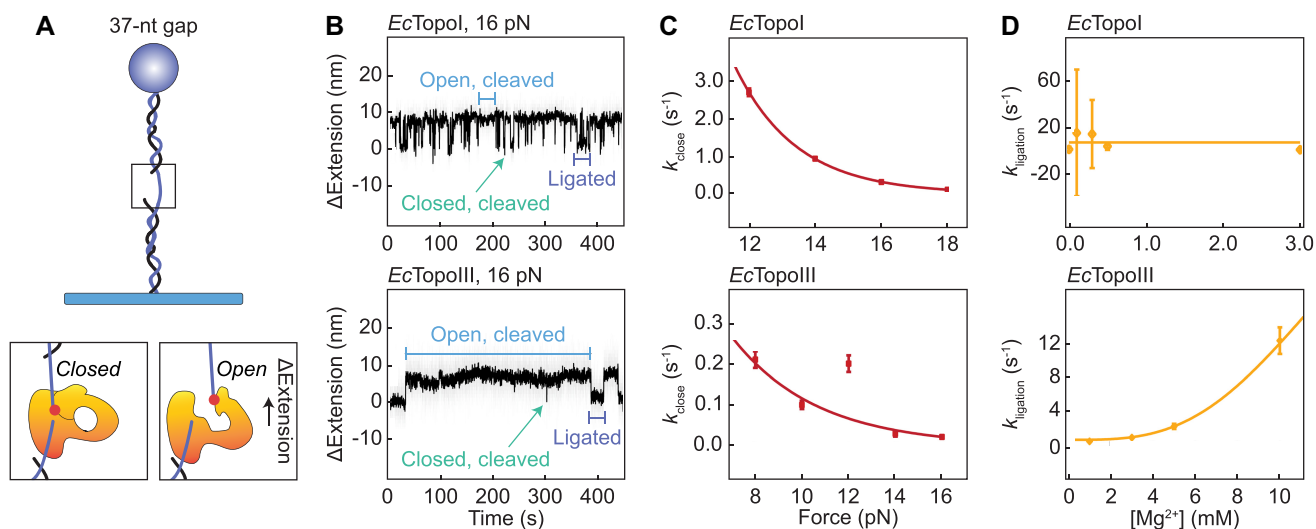 A
37-nt gap
Closed
Open
ΔExtension
B
EcTopoI, 16 pN
ΔExtension (nm)
20
10
0
-10
Open, cleaved
Closed, cleaved
Ligated
0 100 200 300 400
EcTopoIII, 16 pN
ΔExtension (nm)
20
10
0
-10
Open, cleaved
Closed, cleaved
Ligated
0 100 200 300 400
Time (s)
C
EcTopoI
kclose (s⁻¹)
3.0
2.0
1.0
0.0
12 14 16 18
EcTopoIII
kclose (s⁻¹)
0.3
0.2
0.1
0.0
8 10 12 14 16
Force (pN)
D
EcTopoI
kligation (s⁻¹)
60
20
-20
0.0 1.0 2.0 3.0
EcTopoIII
kligation (s⁻¹)
12
8
4
0
0 2 4 6 8 10
[Mg²⁺] (mM)